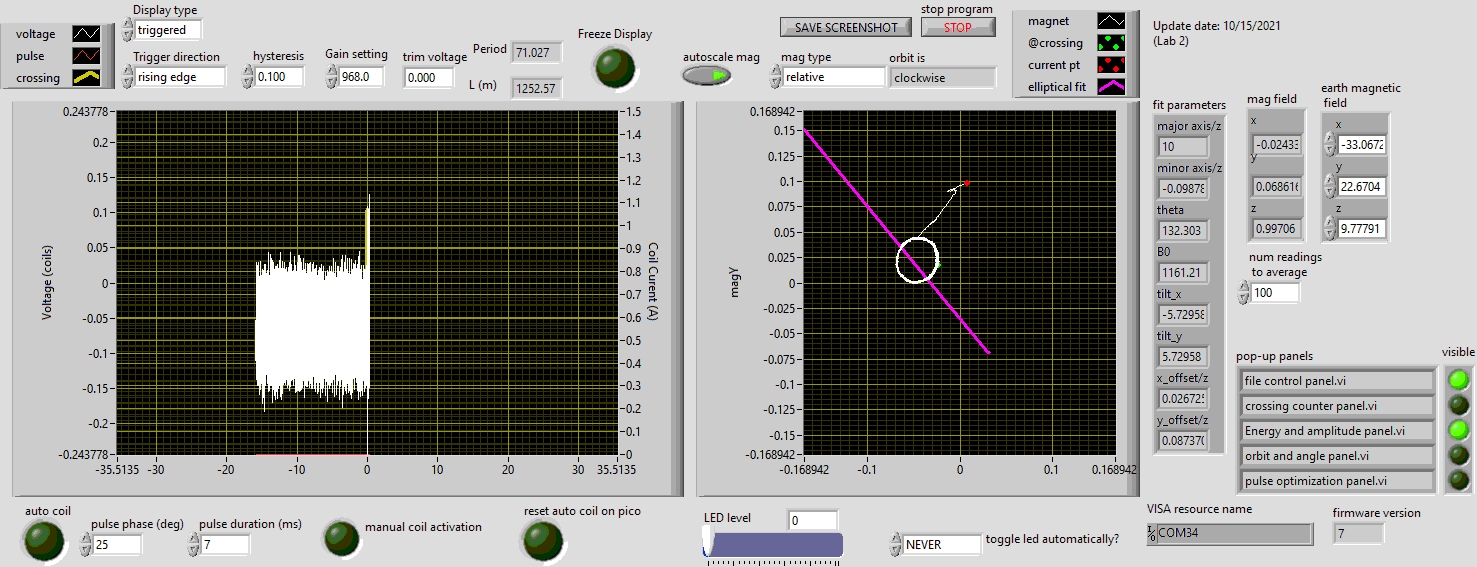 voltage
pulse
crossing
Display type
triggered
Trigger direction
rising edge
hysteresis
0.100
Gain setting
968.0
trim voltage
0.000
Period
71.027
L (m)
1252.57
Freeze Display
SAVE SCREENSHOT
stop program
STOP
autoscale mag
mag type
relative
orbit is
clockwise
magnet
@crossing
current pt
elliptical fit
Update date: 10/15/2021
(Lab 2)
0.243778
0.2
0.15
0.1
0.05
0
-0.05
-0.1
-0.15
-0.2
-0.243778
Voltage (coils)
-35.5135
-30
-20
-10
0
10
20
30
35.5135
1.5
1.4
1.3
1.2
1.1
1
0.9
0.8
0.7
0.6
0.5
0.4
0.3
0.2
0.1
0
Coil Current (A)
0.168942
0.15
0.125
0.1
0.075
0.05
0.025
0
-0.025
-0.05
-0.075
-0.1
-0.125
-0.15
-0.168942
magY
-0.168942
-0.1
0
0.1
0.168942
fit parameters
major axis/z
10
minor axis/z
-0.09878
theta
132.303
B0
1161.21
tilt_x
-5.72958
tilt_y
5.72958
x_offset/z
0.026725
y_offset/z
0.087370
mag field
x
-0.02433
y
0.068616
z
0.99706
earth magnetic
field
x
-33.0672
y
22.6704
z
9.77791
num readings
to average
100
pop-up panels
visible
file control panel.vi
crossing counter panel.vi
Energy and amplitude panel.vi
orbit and angle panel.vi
pulse optimization panel.vi
auto coil
pulse phase (deg)
25
pulse duration (ms)
7
manual coil activation
reset auto coil on pico
LED level
0
NEVER
toggle led automatically?
VISA resource name
COM34
firmware version
7